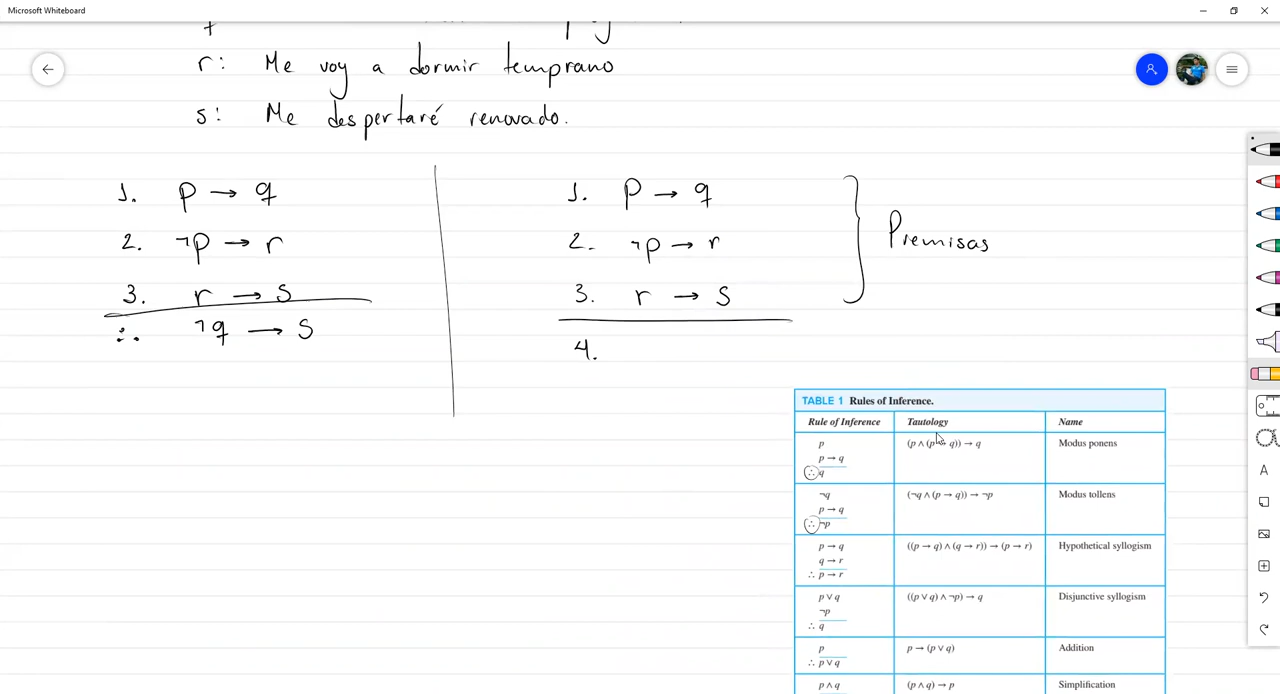 Microsoft Whiteboard
r: Me voy a dormir temprano
s: Me despertaré renovado.
1. p → q
2. ¬p → r
3. r → s
∴ ¬q → s
1. p → q
2. ¬p → r
3. r → s
Premisas
4.
TABLE 1 Rules of Inference.
Rule of Inference Tautology Name
p
p → q
∴ q
(p ∧ (p → q)) → q
Modus ponens
¬q
p → q
∴ ¬p
(¬q ∧ (p → q)) → ¬p
Modus tollens
p → q
q → r
∴ p → r
((p → q) ∧ (q → r)) → (p → r)
Hypothetical syllogism
p ∨ q
¬p
∴ q
((p ∨ q) ∧ ¬p) → q
Disjunctive syllogism
p
∴ p ∨ q
p → (p ∨ q)
Addition
p ∧ q
(p ∧ q) → p
Simplification
A